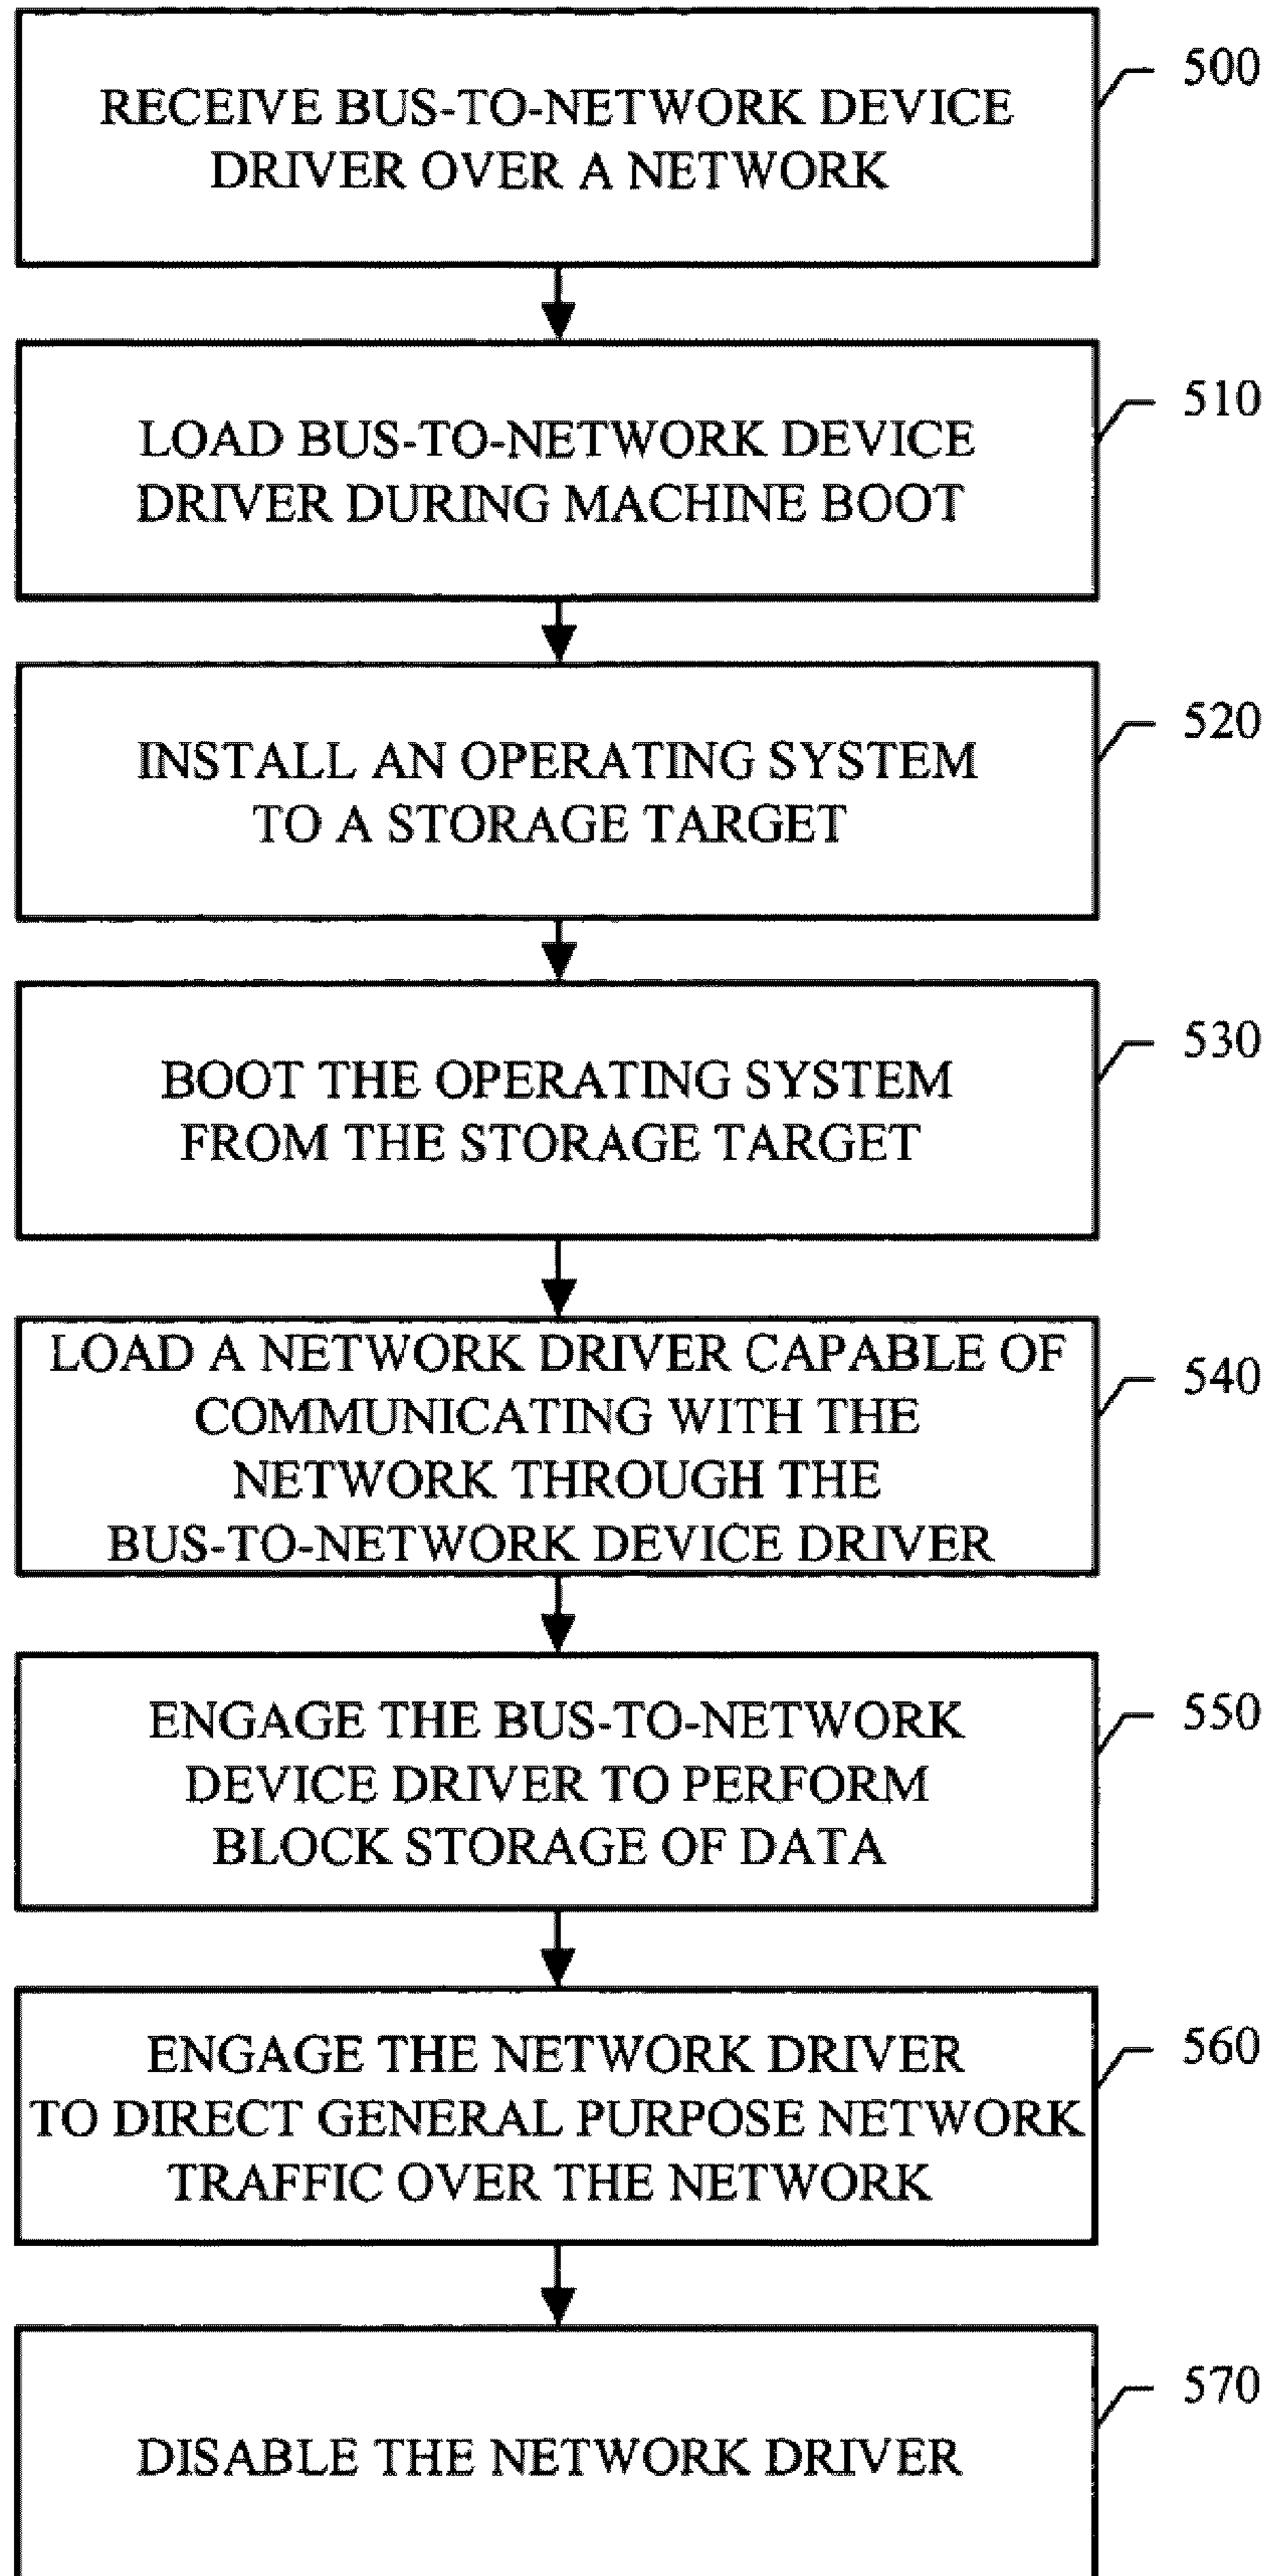 RECEIVE BUS-TO-NETWORK DEVICE
DRIVER OVER A NETWORK
500
LOAD BUS-TO-NETWORK DEVICE
DRIVER DURING MACHINE BOOT
510
INSTALL AN OPERATING SYSTEM
TO A STORAGE TARGET
520
BOOT THE OPERATING SYSTEM
FROM THE STORAGE TARGET
530
LOAD A NETWORK DRIVER CAPABLE OF
COMMUNICATING WITH THE
NETWORK THROUGH THE
BUS-TO-NETWORK DEVICE DRIVER
540
ENGAGE THE BUS-TO-NETWORK
DEVICE DRIVER TO PERFORM
BLOCK STORAGE OF DATA
550
ENGAGE THE NETWORK DRIVER
TO DIRECT GENERAL PURPOSE NETWORK
TRAFFIC OVER THE NETWORK
560
DISABLE THE NETWORK DRIVER
570